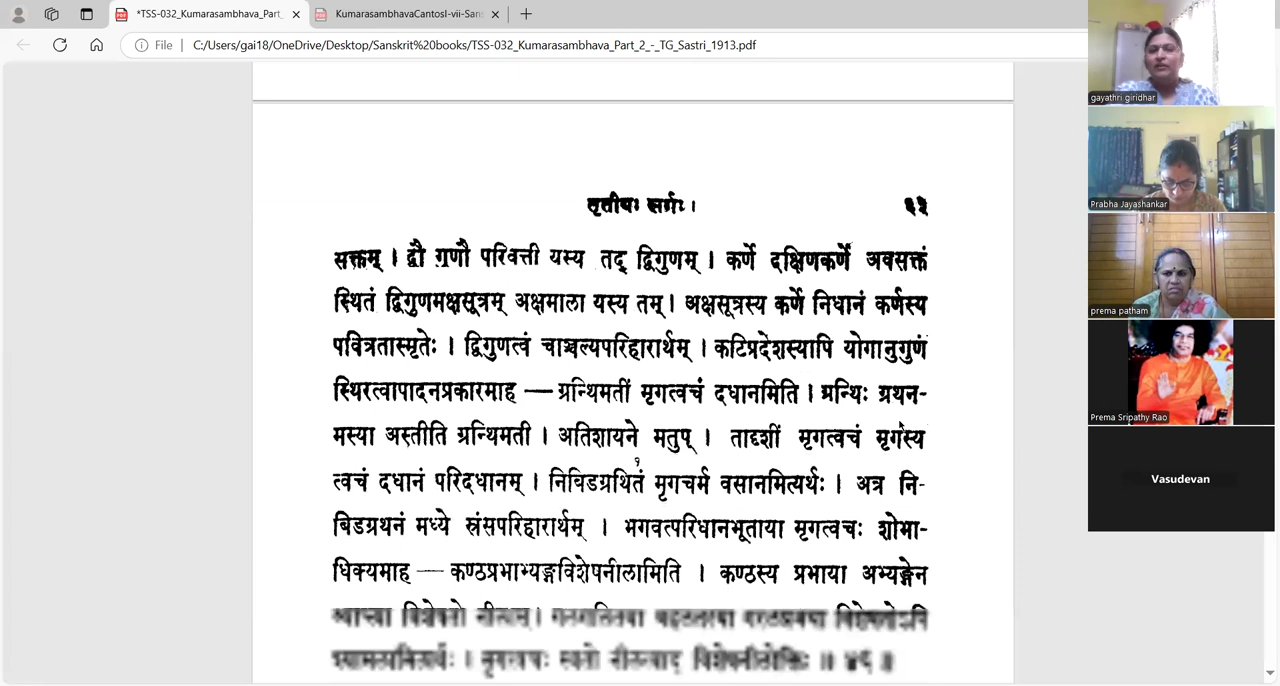 *TSS-032_Kumarasambhava_Part_
KumarasambhavaCantosI-vii-Sans
File
C:/Users/gai18/OneDrive/Desktop/Sanskrit%20books/TSS-032_Kumarasambhava_Part_2_-_TG_Sastri_1913.pdf
तृतीयः सर्गः ।
सक्तम् । द्वौ गुणौ परिवर्त्ती यस्य तद् द्विगुणम् । कर्णे दक्षिणकर्णे अवसक्तं
स्थितं द्विगुणमक्षसूत्रम् अक्षमाला यस्य तम् । अक्षसूत्रस्य कर्णे निधानं कर्णस्य
पवित्रतास्मृतेः । द्विगुणत्वं चाञ्चल्यपरिहारार्थम् । कटिप्रदेशस्यापि योगानुगुणं
स्थिरत्वापादनप्रकारमाह — ग्रन्थिमतीं मृगत्वचं दधानमिति । ग्रन्थिः ग्रथन-
मस्या अस्तीति ग्रन्थिमती । अतिशायने मतुप् । तादृशीं मृगत्वचं मृगस्य
त्वचं दधानं परिदधानम् । निबिडग्रथितं मृगचर्म वसानमित्यर्थः । अत्र नि-
बिडग्रथनं मध्ये स्रंसपरिहारार्थम् । भगवत्परिधानभूताया मृगत्वचः शोभा-
धिक्यमाह — कण्ठप्रभाभ्यङ्गविशेषनीलामिति । कण्ठस्य प्रभाया अभ्यङ्गेन
gayathri giridhar
Prabha Jayashankar
prema patham
Prema Sripathy Rao
Vasudevan